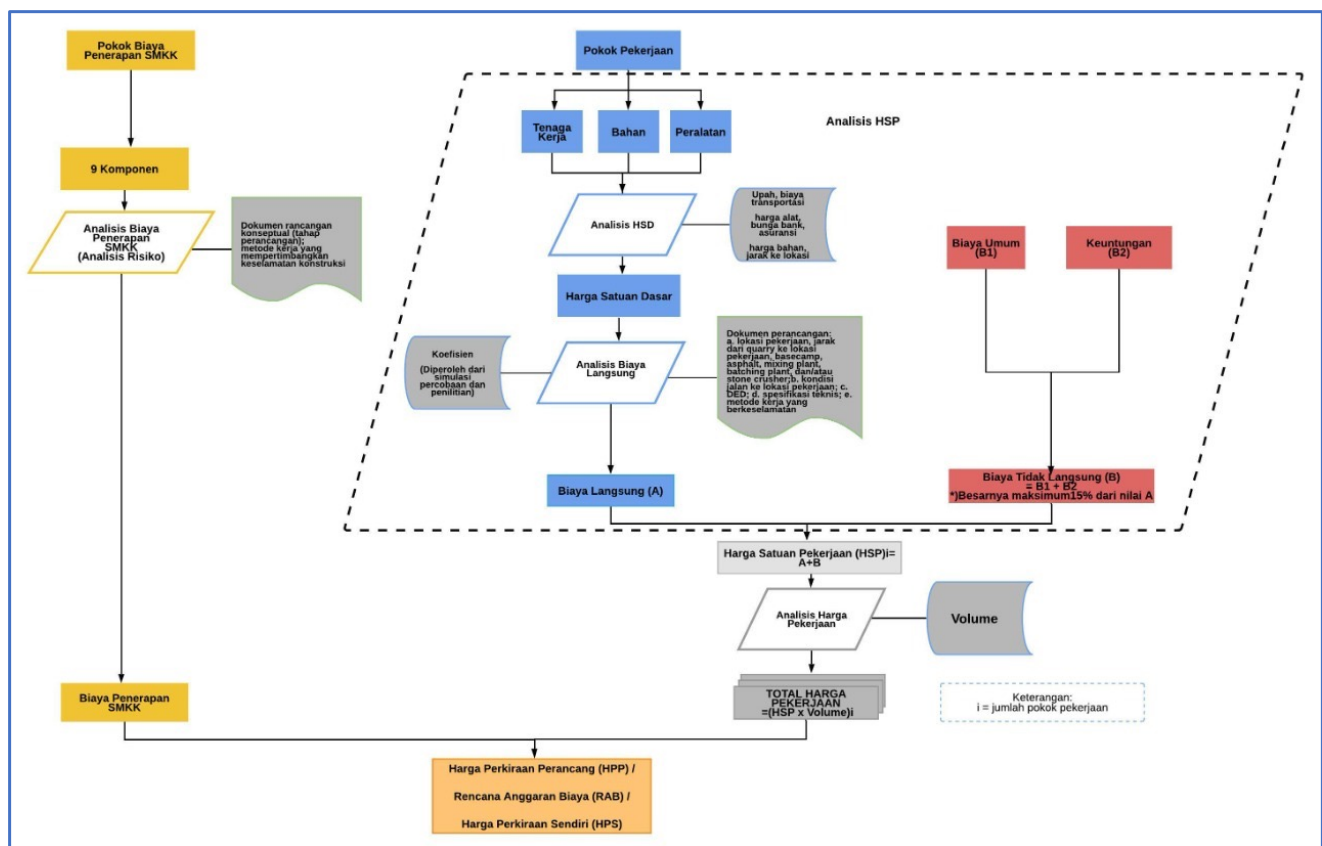 Pokok Biaya
Penerapan SMKK
9 Komponen
Analisis Biaya
Penerapan
SMKK
(Analisis Risiko)
Dokumen rancangan
konseptual (tahap
perancangan);
metode kerja yang
mempertimbangkan
keselamatan konstruksi
Biaya Penerapan
SMKK
Pokok Pekerjaan
Analisis HSP
Tenaga
Kerja
Bahan
Peralatan
Analisis HSD
Upah, biaya
transportasi
harga alat,
bunga bank,
asuransi
harga bahan,
jarak ke lokasi
Harga Satuan Dasar
Koefisien
(Diperoleh dari
simulasi
percobaan dan
penilitian)
Analisis Biaya
Langsung
Dokumen perancangan:
a. lokasi pekerjaan, jarak
dari quarry ke lokasi
pekerjaan, basecamp,
asphalt, mixing plant,
batching plant, dan/atau
stone crusher;b. kondisi
jalan ke lokasi pekerjaan; c.
DED; d. spesifikasi teknis; e.
metode kerja yang
berkeselamatan
Biaya Langsung (A)
Biaya Umum
(B1)
Keuntungan
(B2)
Biaya Tidak Langsung (B)
= B1 + B2
*)Besarnya maksimum15% dari nilai A
Harga Satuan Pekerjaan (HSP)i=
A+B
Analisis Harga
Pekerjaan
Volume
TOTAL HARGA
PEKERJAAN
=(HSP x Volume)i
Keterangan:
i = jumlah pokok pekerjaan
Harga Perkiraan Perancang (HPP) /
Rencana Anggaran Biaya (RAB) /
Harga Perkiraan Sendiri (HPS)